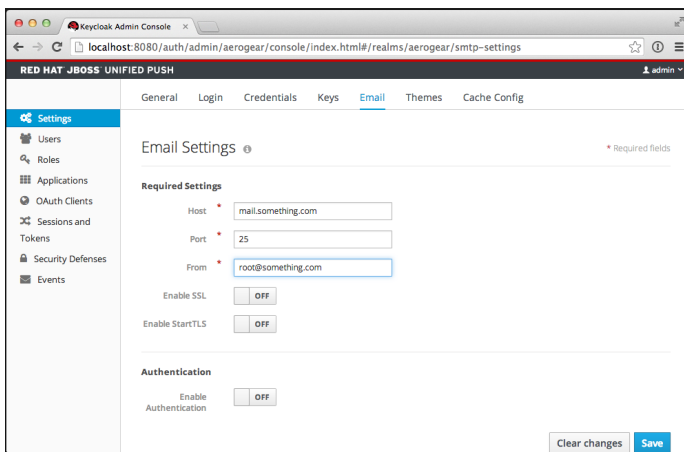 Keycloak Admin Console ×
localhost:8080/auth/admin/aerogear/console/index.html#/realms/aerogear/smtp-settings
RED HAT JBOSS UNIFIED PUSH
admin
General Login Credentials Keys Email Themes Cache Config
Settings
Users
Roles
Applications
OAuth Clients
Sessions and
Tokens
Security Defenses
Events
Email Settings
* Required fields
Required Settings
Host * mail.something.com
Port * 25
From * root@something.com
Enable SSL OFF
Enable StartTLS OFF
Authentication
Enable
Authentication OFF
Clear changes Save